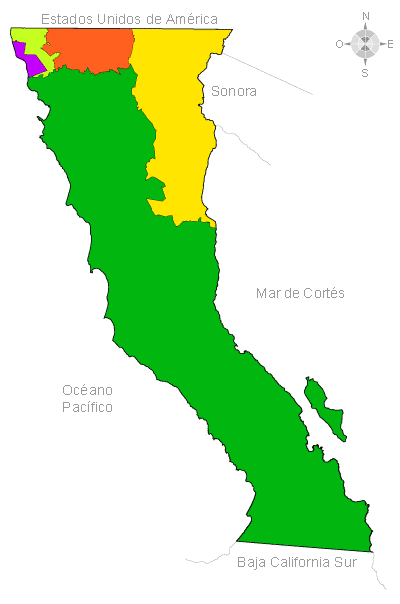 Estados Unidos de América
N
O
E
S
Sonora
Mar de Cortés
Océano
Pacífico
Baja California Sur